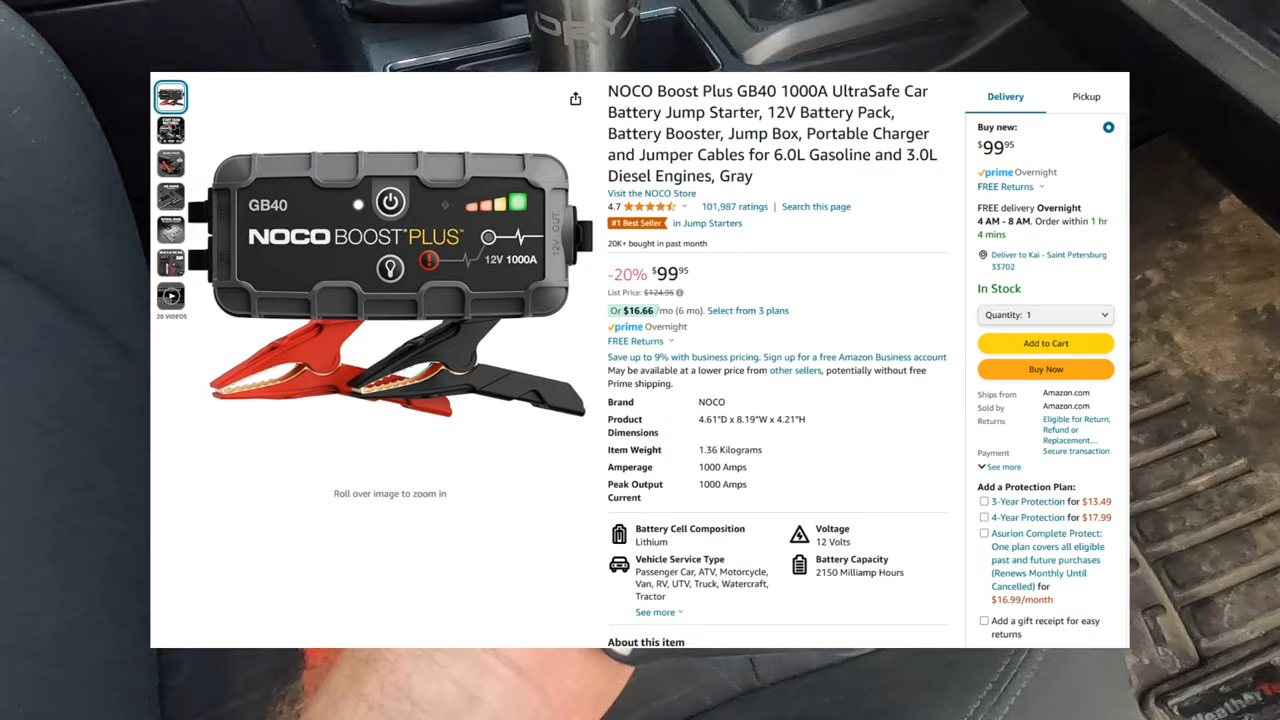 DRY
NOCO Boost Plus GB40 1000A UltraSafe Car
Battery Jump Starter, 12V Battery Pack,
Battery Booster, Jump Box, Portable Charger
and Jumper Cables for 6.0L Gasoline and 3.0L
Diesel Engines, Gray
Visit the NOCO Store
4.7
101,987 ratings
Search this page
#1 Best Seller
in Jump Starters
20K+ bought in past month
-20% $99 95
List Price: $124.95
Or $16.66 /mo (6 mo). Select from 3 plans
prime Overnight
FREE Returns
Save up to 9% with business pricing. Sign up for a free Amazon Business account
May be available at a lower price from other sellers, potentially without free
Prime shipping.
Brand NOCO
Product
Dimensions
4.61"D x 8.19"W x 4.21"H
Item Weight 1.36 Kilograms
Amperage 1000 Amps
Peak Output
Current
1000 Amps
Battery Cell Composition
Lithium
Voltage
12 Volts
Vehicle Service Type
Passenger Car, ATV, Motorcycle,
Van, RV, UTV, Truck, Watercraft,
Tractor
Battery Capacity
2150 Milliamp Hours
See more
About this item
GB40
NOCO BOOST PLUS
12V 1000A
12V OUT
28 VIDEOS
Roll over image to zoom in
Delivery
Pickup
Buy new:
$99 95
prime Overnight
FREE Returns
FREE delivery Overnight
4 AM - 8 AM. Order within 1 hr
4 mins
Deliver to Kai - Saint Petersburg
33702
In Stock
Quantity: 1
Add to Cart
Buy Now
Ships from Amazon.com
Sold by Amazon.com
Returns Eligible for Return,
Refund or
Replacement...
Payment Secure transaction
See more
Add a Protection Plan:
3-Year Protection for $13.49
4-Year Protection for $17.99
Asurion Complete Protect:
One plan covers all eligible
past and future purchases
(Renews Monthly Until
Cancelled) for
$16.99/month
Add a gift receipt for easy
returns